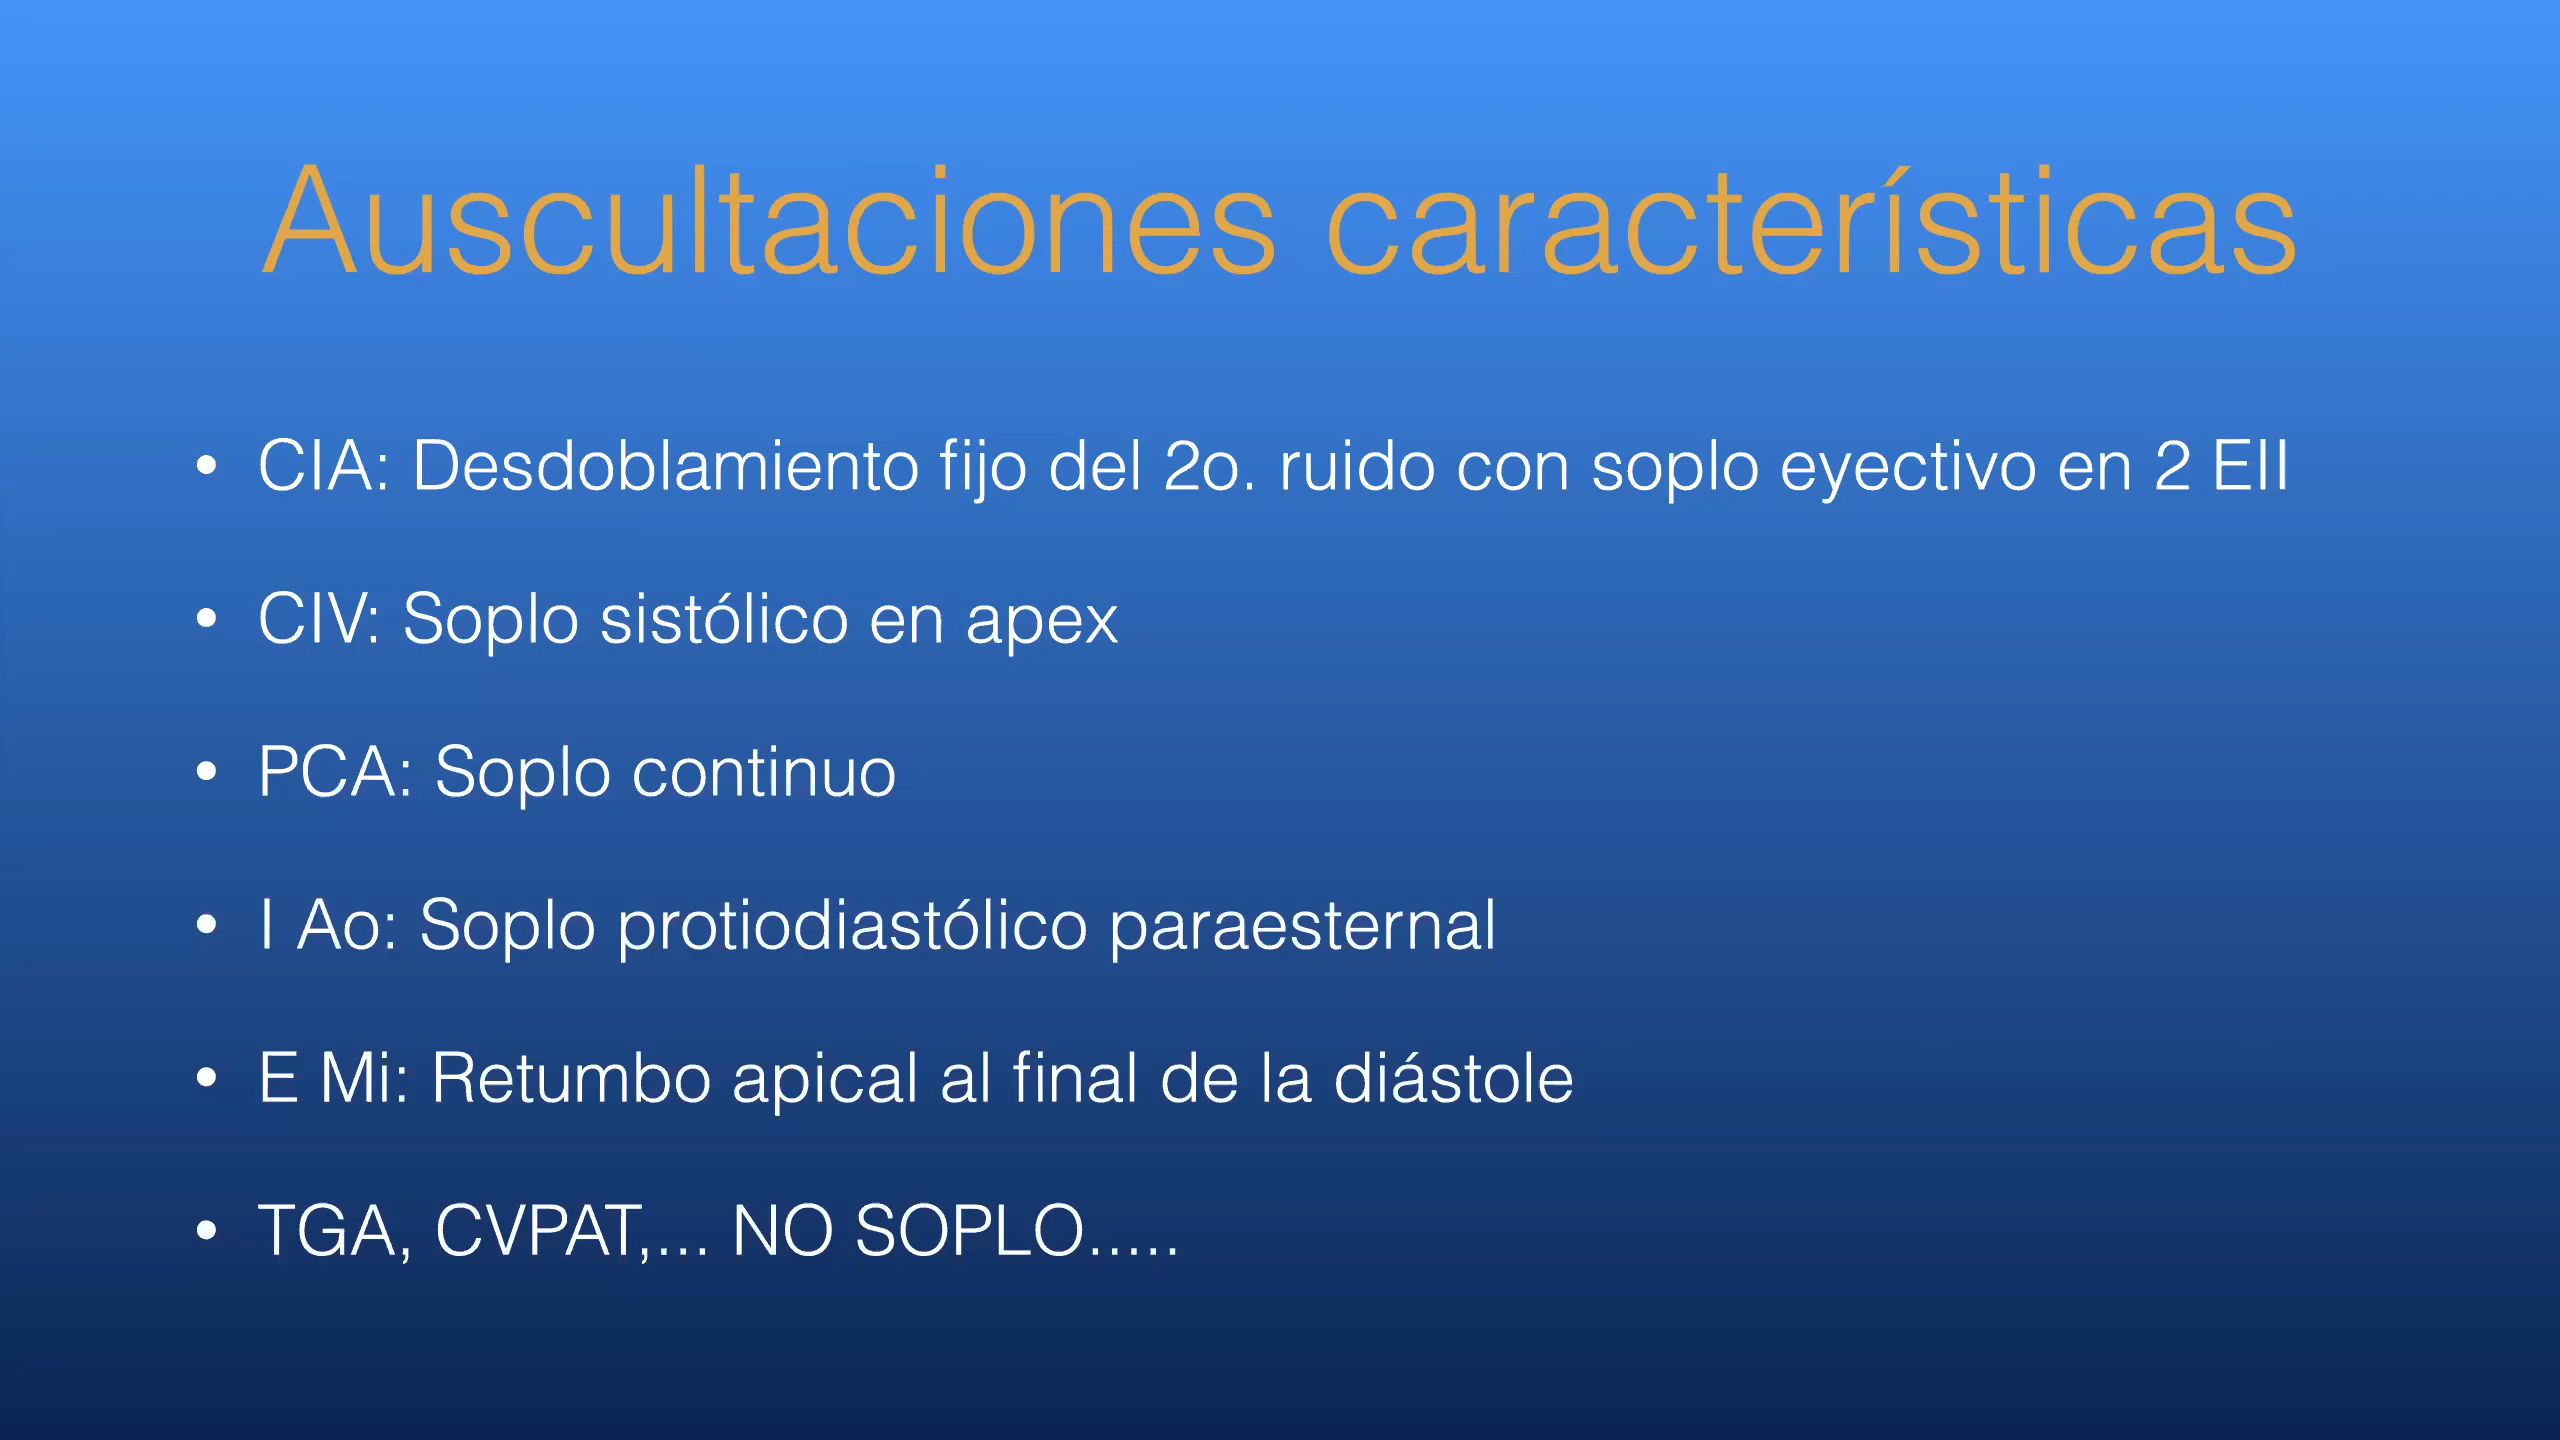 Auscultaciones características
• CIA: Desdoblamiento fijo del 2o. ruido con soplo eyectivo en 2 EII
• CIV: Soplo sistólico en apex
• PCA: Soplo continuo
• I Ao: Soplo protiodiastólico paraesternal
• E Mi: Retumbo apical al final de la diástole
• TGA, CVPAT,... NO SOPLO.....